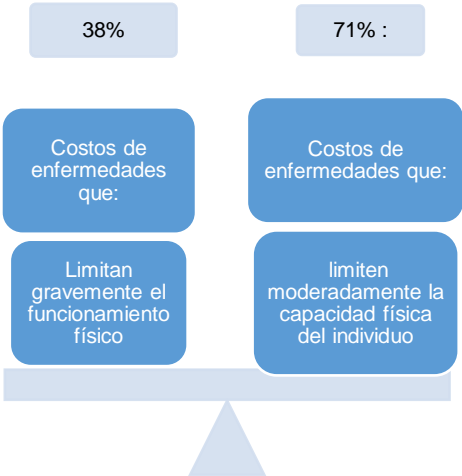 38%
71% :
Costos de
enfermedades
que:
Costos de
enfermedades que:
Limitan
gravemente el
funcionamiento
físico
limiten
moderadamente la
capacidad física
del individuo